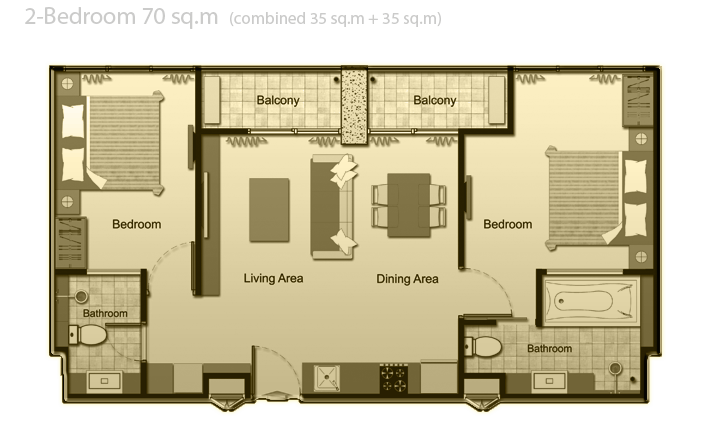 2-Bedroom 70 sq.m (combined 35 sq.m + 35 sq.m)
Balcony
Balcony
Bedroom
Bedroom
Living Area
Dining Area
Bathroom
Bathroom